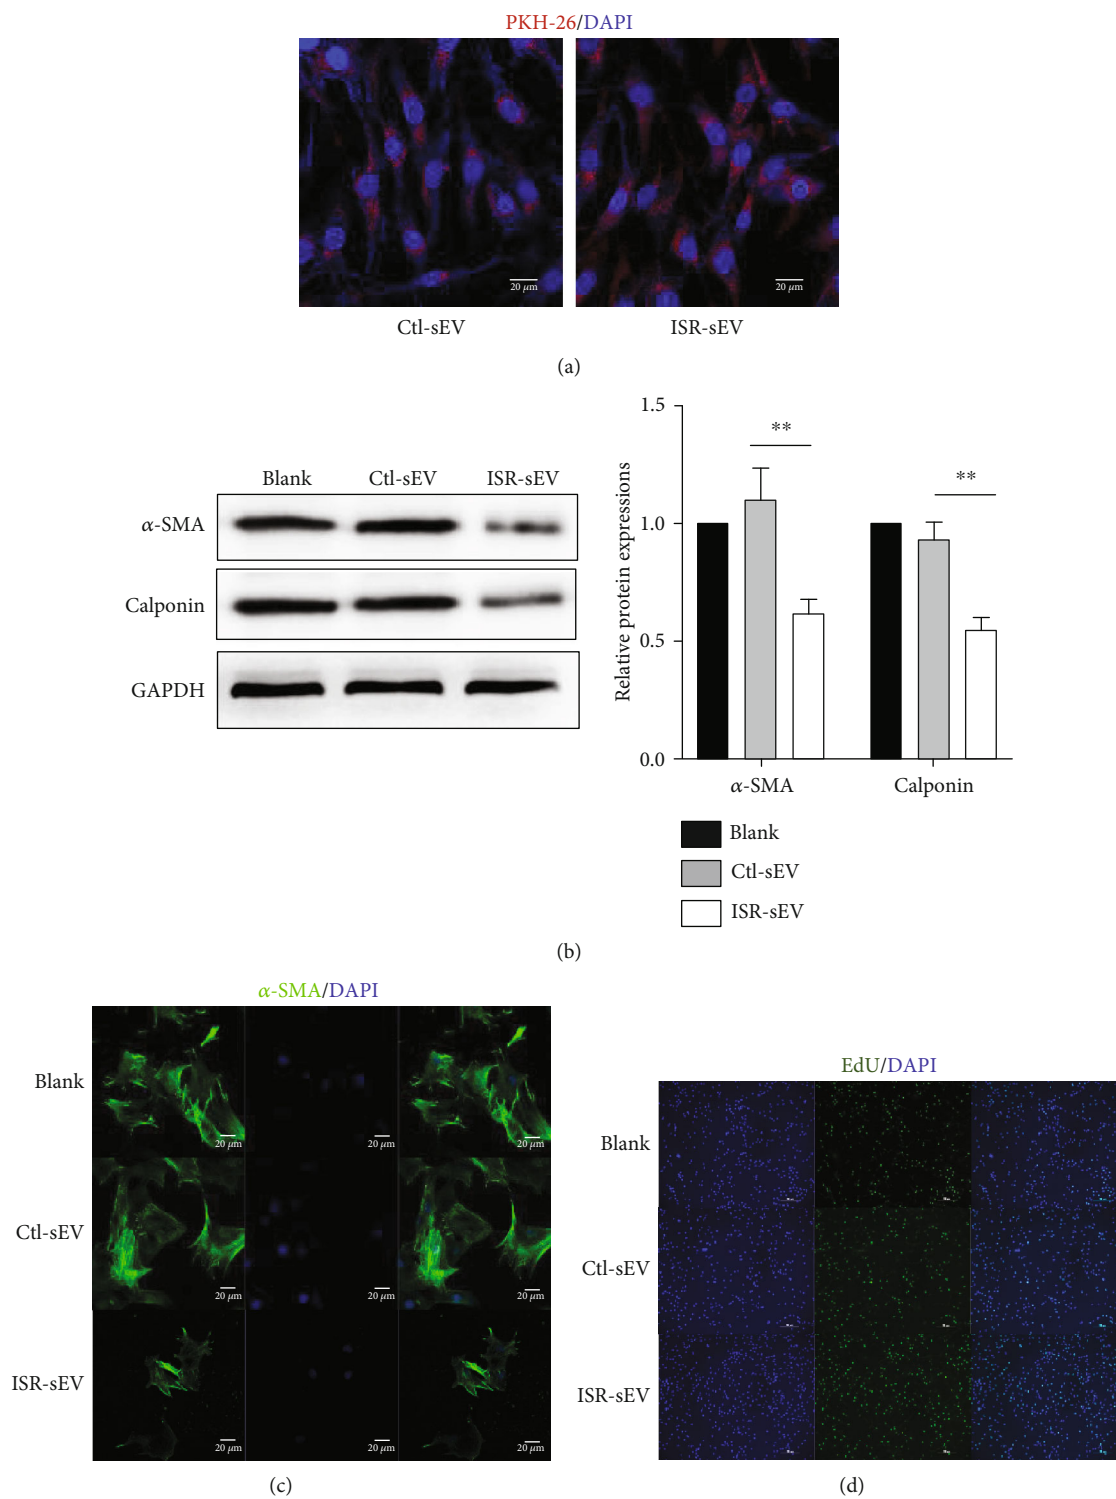 PKH-26/DAPI
20 μm
20 μm
Ctl-sEV
ISR-sEV
(a)
Blank
Ctl-sEV
ISR-sEV
α-SMA
Calponin
GAPDH
Relative protein expressions
1.5
1.0
0.5
0.0
**
**
α-SMA
Calponin
Blank
Ctl-sEV
ISR-sEV
(b)
α-SMA/DAPI
Blank
20 μm
20 μm
20 μm
Ctl-sEV
20 μm
20 μm
20 μm
ISR-sEV
20 μm
20 μm
20 μm
(c)
EdU/DAPI
Blank
Ctl-sEV
ISR-sEV
(d)